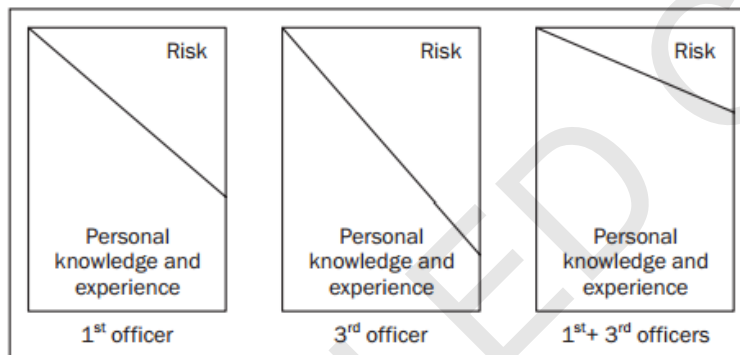 Risk
Personal
knowledge and
experience
1st officer
Risk
Personal
knowledge and
experience
3rd officer
Risk
Personal
knowledge and
experience
1st+ 3rd officers